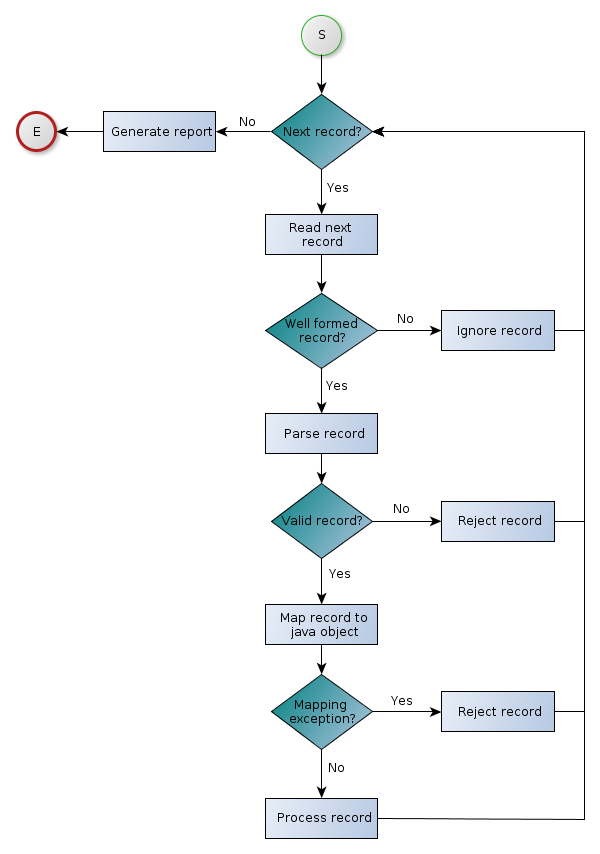 S
E
Generate report
No
Next record?
Yes
Read next
record
Well formed
record?
No
Ignore record
Yes
Parse record
Valid record?
No
Reject record
Yes
Map record to
java object
Mapping
exception?
Yes
Reject record
No
Process record